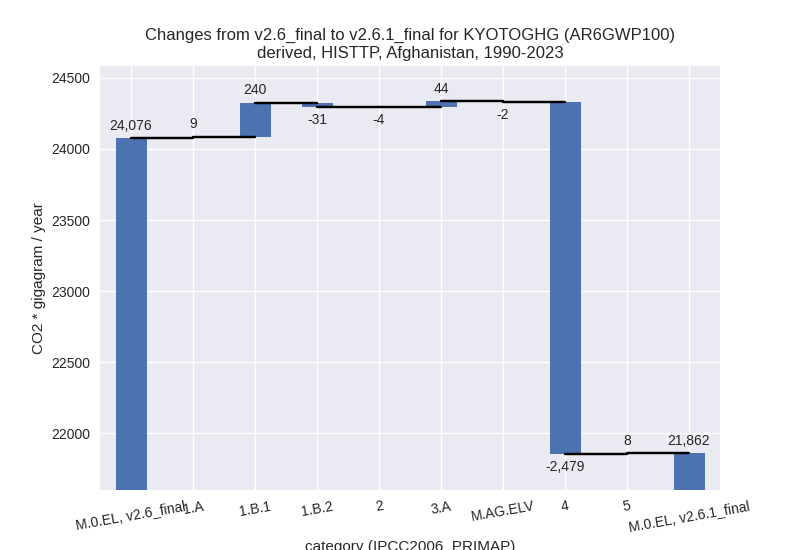 Changes from v2.6_final to v2.6.1_final for KYOTOGHG (AR6GWP100)
derived, HISTTP, Afghanistan, 1990-2023
CO2 * gigagram / year
24500
24000
23500
23000
22500
22000
24,076
9
240
-31
-4
44
-2
-2,479
8
21,862
M.0.EL, v2.6_final
1.A
1.B.1
1.B.2
2
3.A
M.AG.ELV
4
5
M.0.EL, v2.6.1_final
category (IPCC2006_PRIMAP)